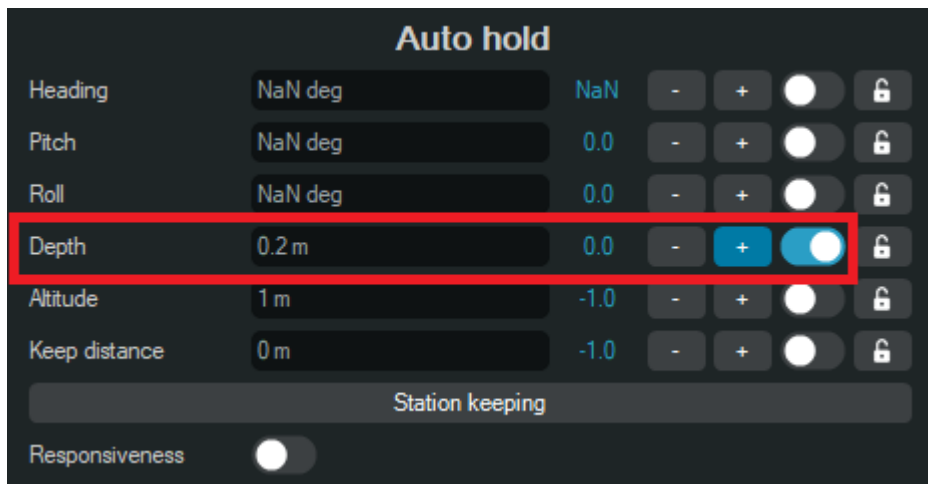 Auto hold
Heading NaN deg NaN - +
Pitch NaN deg 0.0 - +
Roll NaN deg 0.0 - +
Depth 0.2 m 0.0 - +
Altitude 1 m -1.0 - +
Keep distance 0 m -1.0 - +
Station keeping
Responsiveness